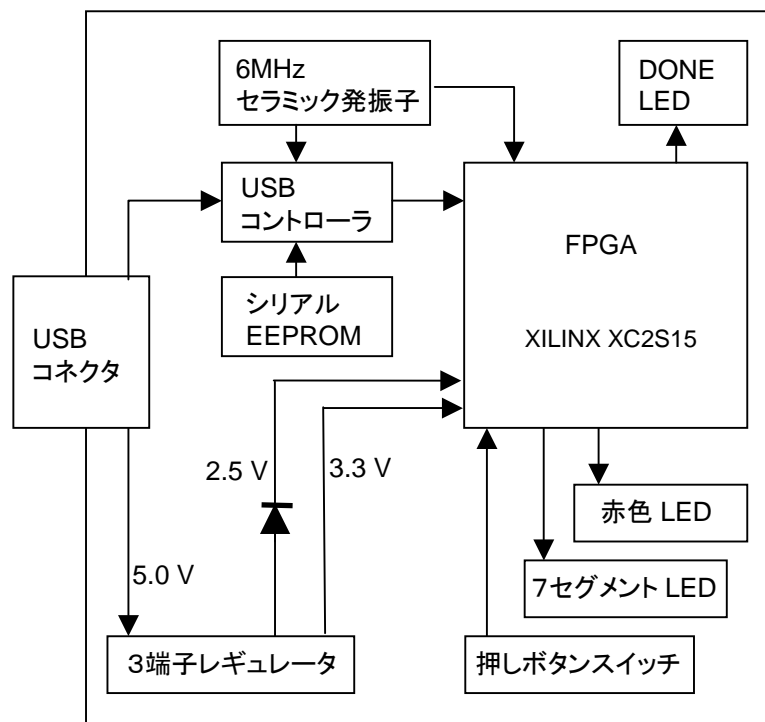 6MHz
セラミック発振子
DONE
LED
USB
コントローラ
FPGA
XILINX XC2S15
シリアル
EEPROM
USB
コネクタ
2.5 V
3.3 V
5.0 V
赤色 LED
7セグメント LED
3端子レギュレータ
押しボタンスイッチ